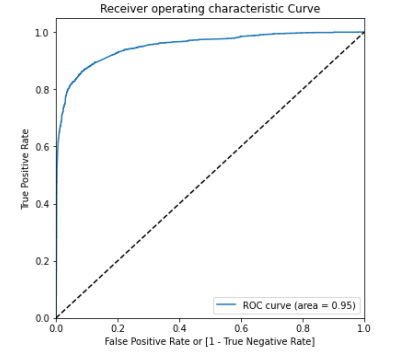 Receiver operating characteristic Curve
1.0
0.8
0.6
0.4
0.2
0.0
True Positive Rate
ROC curve (area = 0.95)
0.0 0.2 0.4 0.6 0.8 1.0
False Positive Rate or [1 - True Negative Rate]